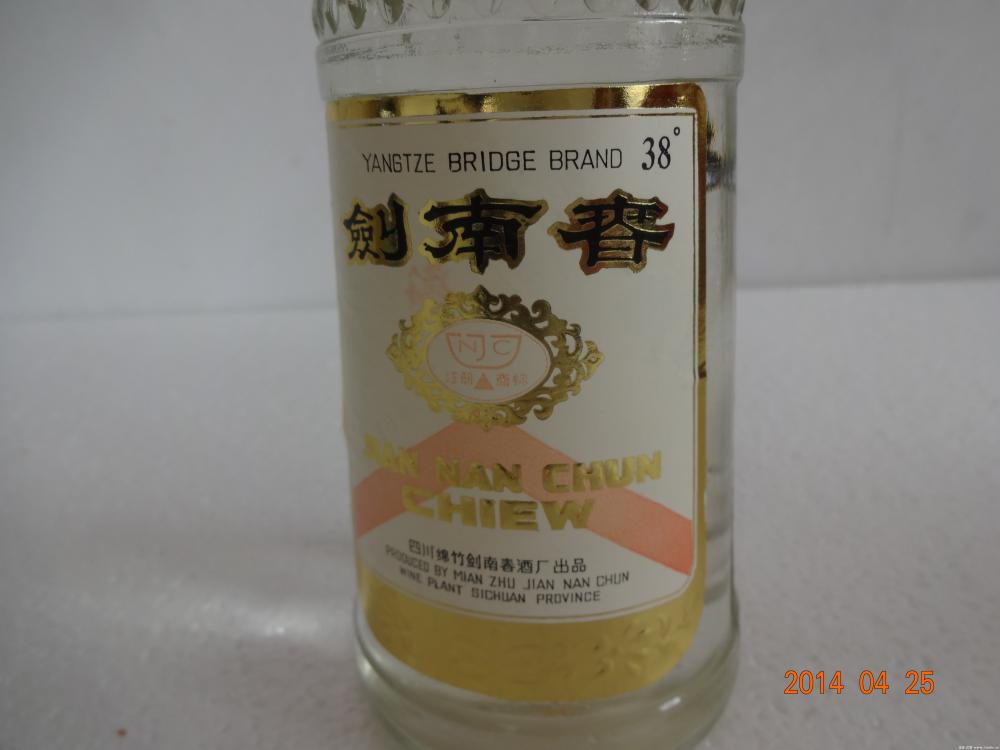 YANGTZE BRIDGE BRAND 38°
劍南春
NJC
注册▲商标
JIAN NAN CHUN
CHIEW
四川绵竹剑南春酒厂出品
PRODUCED BY MIAN ZHU JIAN NAN CHUN
WINE PLANT SICHUAN PROVINCE
2014 04 25